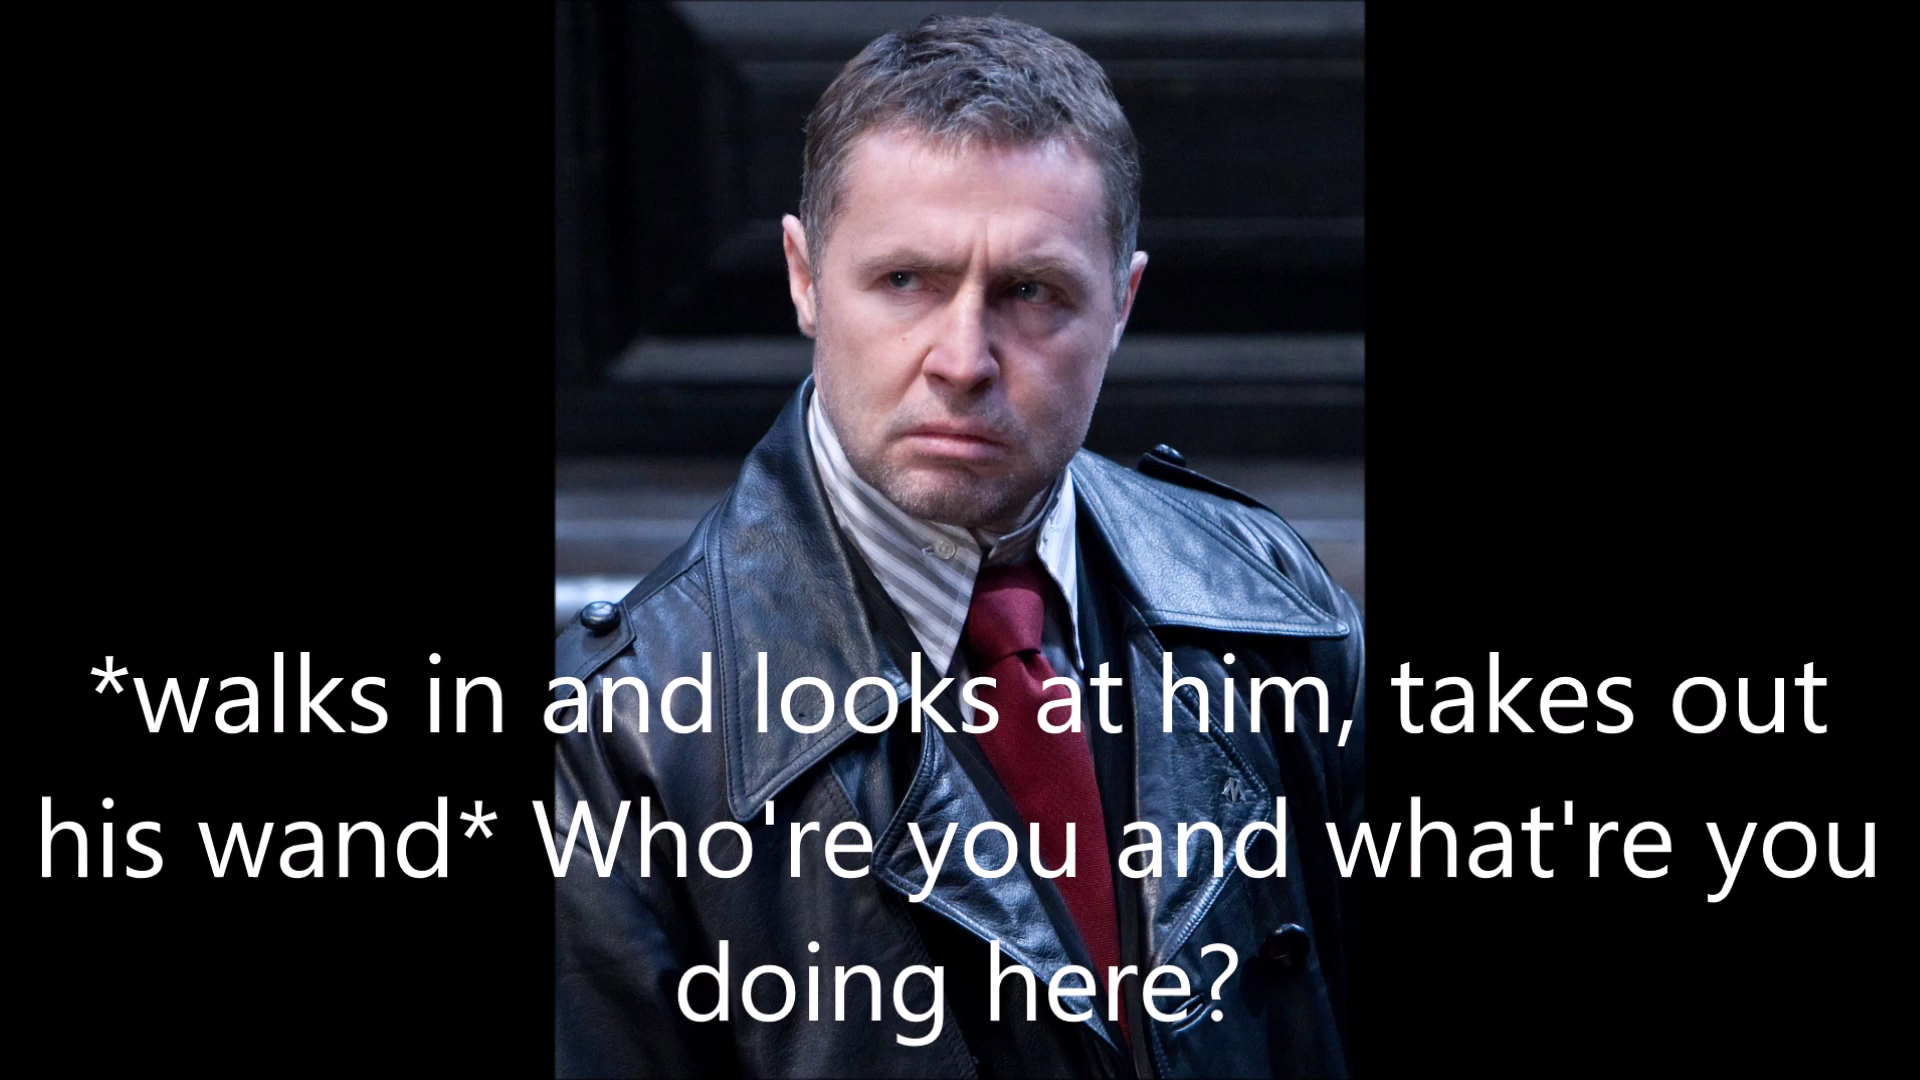 *walks in and looks at him, takes out
his wand* Who're you and what're you
doing here?